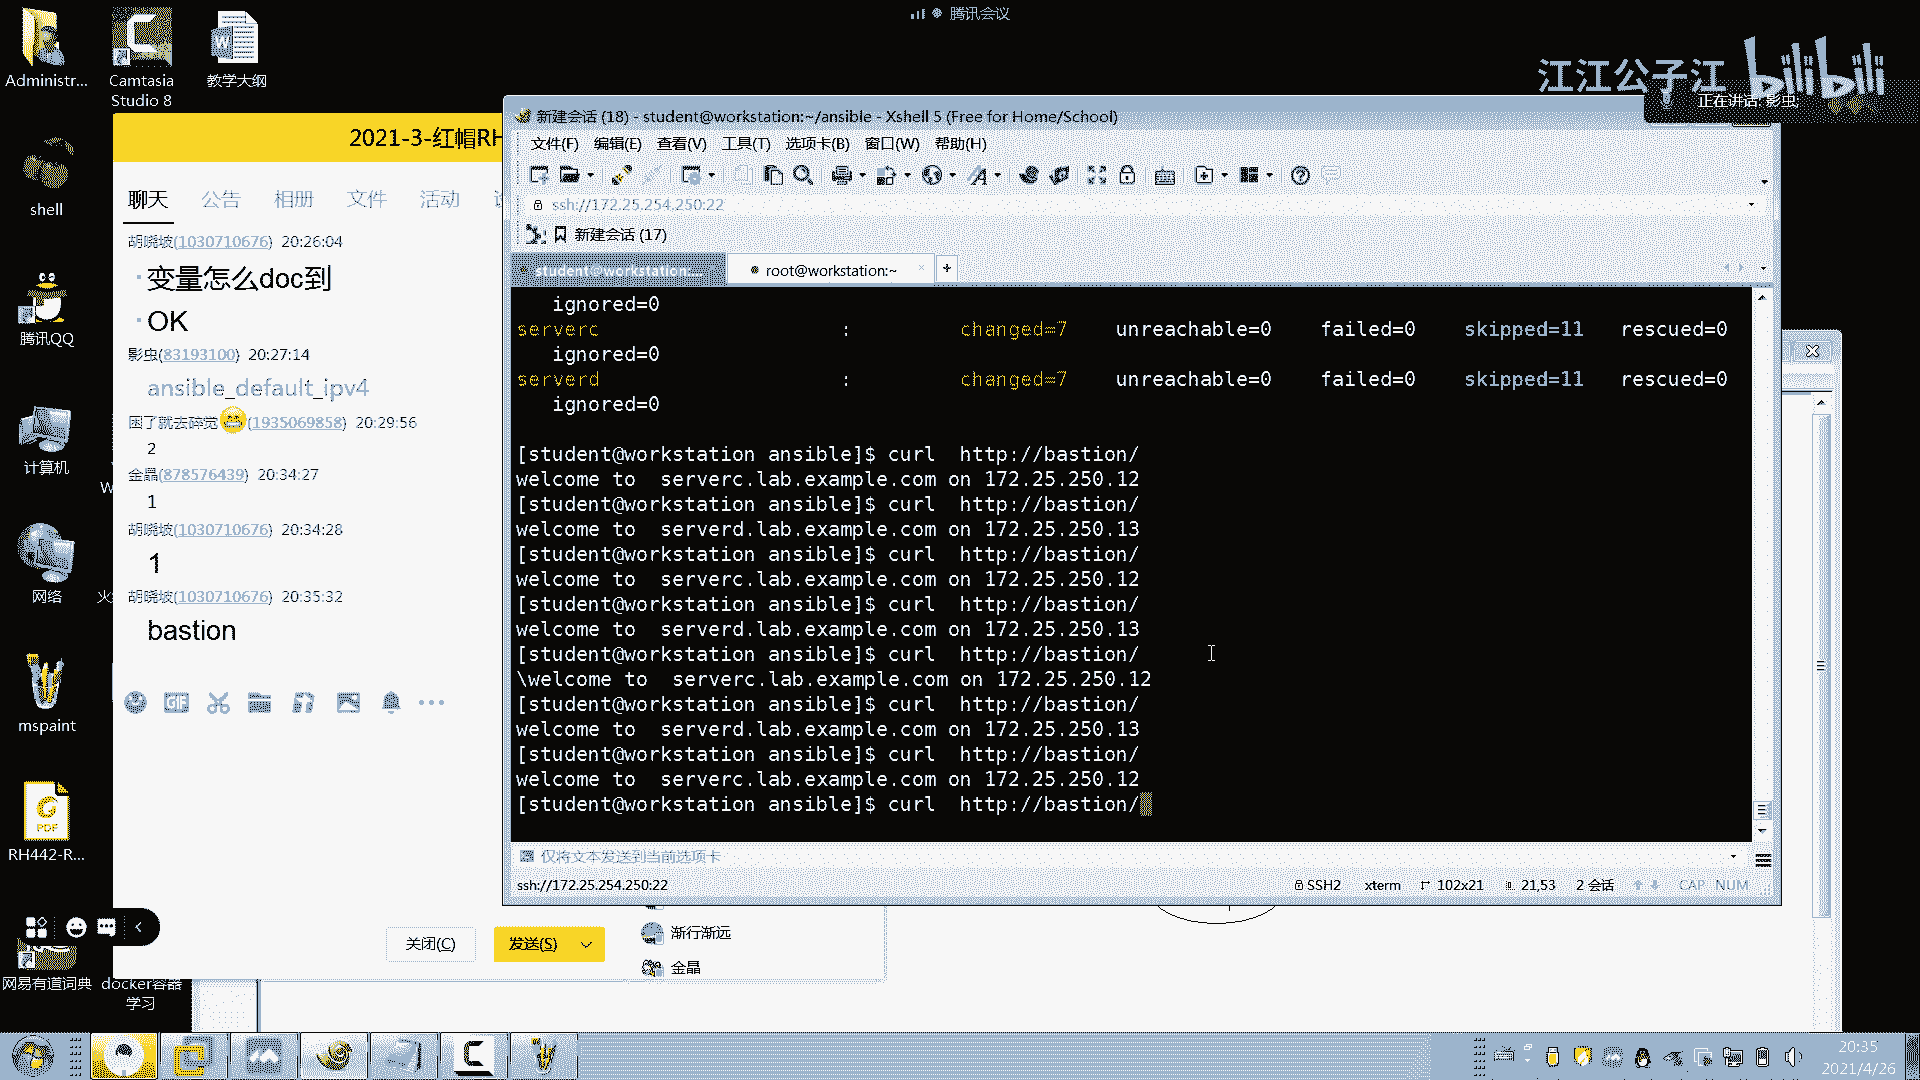 腾讯会议
江江公子江 bilibili
正在讲话: 影虫;
Administr...
Camtasia
Studio 8
教学大纲
shell
腾讯QQ
计算机
网络
mspaint
PDF
RH442-R...
网易有道词典
docker容器
学习
2021-3-红帽RH
聊天 公告 相册 文件 活动
胡晓坡(1030710676) 20:26:04
变量怎么doc到
OK
影虫(83193100) 20:27:14
ansible_default_ipv4
困了就去碎觉(1935069858) 20:29:56
2
金晶(878576439) 20:34:27
1
胡晓坡(1030710676) 20:34:28
1
胡晓坡(1030710676) 20:35:32
bastion
GIF
关闭(C) 发送(S)
渐行渐远
金晶
新建会话 (18) - student@workstation:~/ansible - Xshell 5 (Free for Home/School)
文件(F) 编辑(E) 查看(V) 工具(T) 选项卡(B) 窗口(W) 帮助(H)
ssh://172.25.254.250:22
新建会话 (17)
student@workstation:... root@workstation:~
   ignored=0
serverc                    :         changed=7    unreachable=0    failed=0    skipped=11   rescued=0
   ignored=0
serverd                    :         changed=7    unreachable=0    failed=0    skipped=11   rescued=0
   ignored=0
[student@workstation ansible]$ curl  http://bastion/
welcome to  serverc.lab.example.com on 172.25.250.12
[student@workstation ansible]$ curl  http://bastion/
welcome to  serverd.lab.example.com on 172.25.250.13
[student@workstation ansible]$ curl  http://bastion/
welcome to  serverc.lab.example.com on 172.25.250.12
[student@workstation ansible]$ curl  http://bastion/
welcome to  serverd.lab.example.com on 172.25.250.13
[student@workstation ansible]$ curl  http://bastion/
\welcome to  serverc.lab.example.com on 172.25.250.12
[student@workstation ansible]$ curl  http://bastion/
welcome to  serverd.lab.example.com on 172.25.250.13
[student@workstation ansible]$ curl  http://bastion/
welcome to  serverc.lab.example.com on 172.25.250.12
[student@workstation ansible]$ curl  http://bastion/
仅将文本发送到当前选项卡
ssh://172.25.254.250:22 SSH2 xterm 102x21 21,53 2 会话 CAP NUM
20:35
2021/4/26